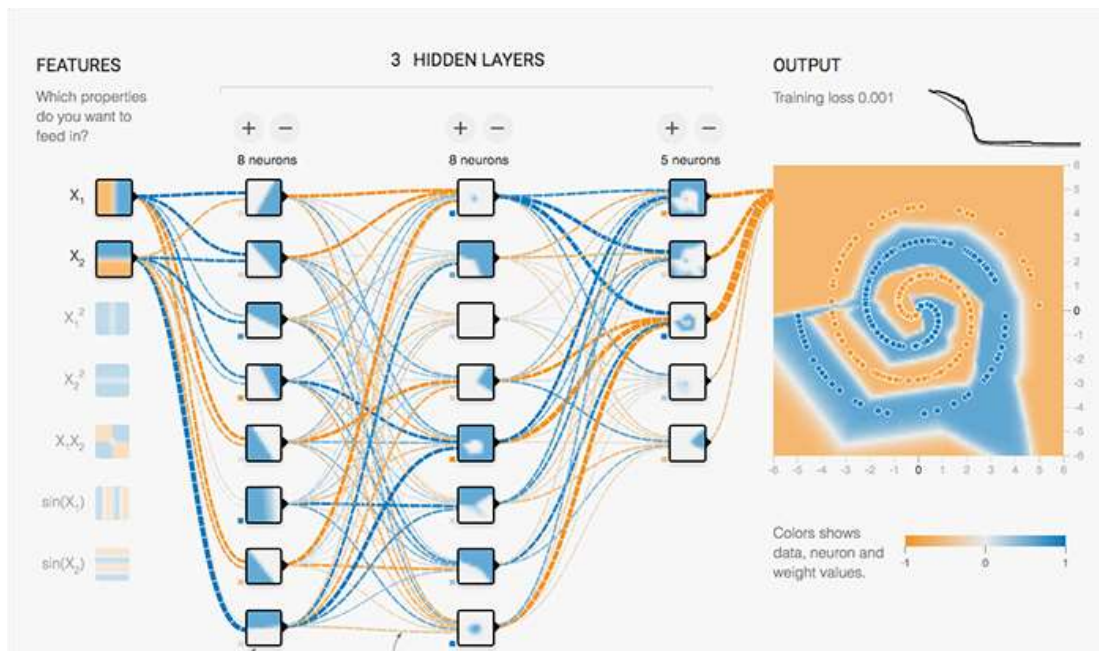 FEATURES
Which properties
do you want to
feed in?
X₁
X₂
X₁²
X₂²
X₁X₂
sin(X₁)
sin(X₂)
3 HIDDEN LAYERS
+ −
8 neurons
+ −
8 neurons
+ −
5 neurons
OUTPUT
Training loss 0.001
6
5
4
3
2
1
0
-1
-2
-3
-4
-5
-6
-6 -5 -4 -3 -2 -1 0 1 2 3 4 5 6
Colors shows
data, neuron and
weight values.
-1 0 1